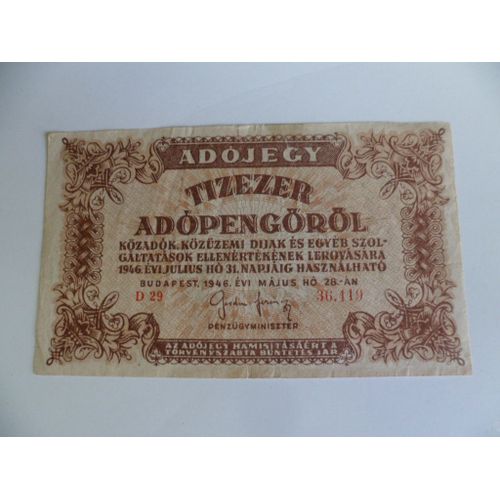 ADÓJEGY
TIZEZER
ADÓPENGŐRŐL
KÖZADÓK, KÖZÜZEMI DIJAK ÉS EGYÉB SZOL-
GÁLTATÁSOK ELLENÉRTÉKÉNEK LEROVÁSÁRA
1946. ÉVI JULIUS HÓ 31. NAPJÁIG HASZNÁLHATÓ
BUDAPEST, 1946. ÉVI MÁJUS HÓ 28.-ÁN
D 29 36.119
PÉNZÜGYMINISZTER
AZ ADÓJEGY HAMISITÁSÁÉRT A
TÖRVÉNYSZABTA BÜNTETÉS JÁR